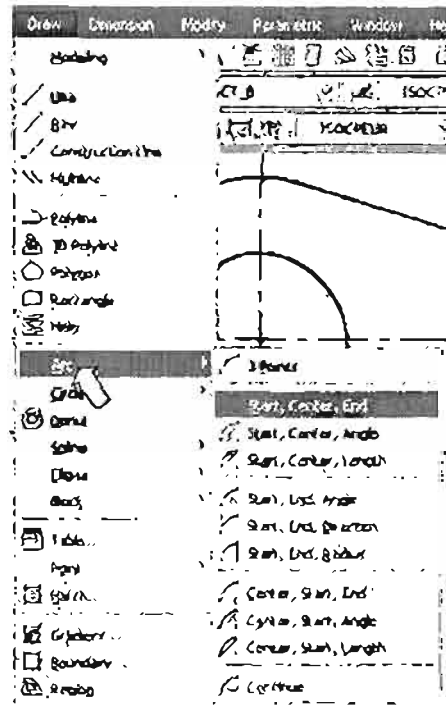 Draw Dimension Modify Parametric Window He
Modeling
Line
Ray
Construction Line
Multiline
Polyline
3D Polyline
Polygon
Rectangle
Helix
Arc
Circle
Donut
Spline
Ellipse
Block
Table...
Point
Hatch...
Gradient...
Boundary...
Region
3 Points
Start, Center, End
Start, Center, Angle
Start, Center, Length
Start, End, Angle
Start, End, Direction
Start, End, Radius
Center, Start, End
Center, Start, Angle
Center, Start, Length
Continue